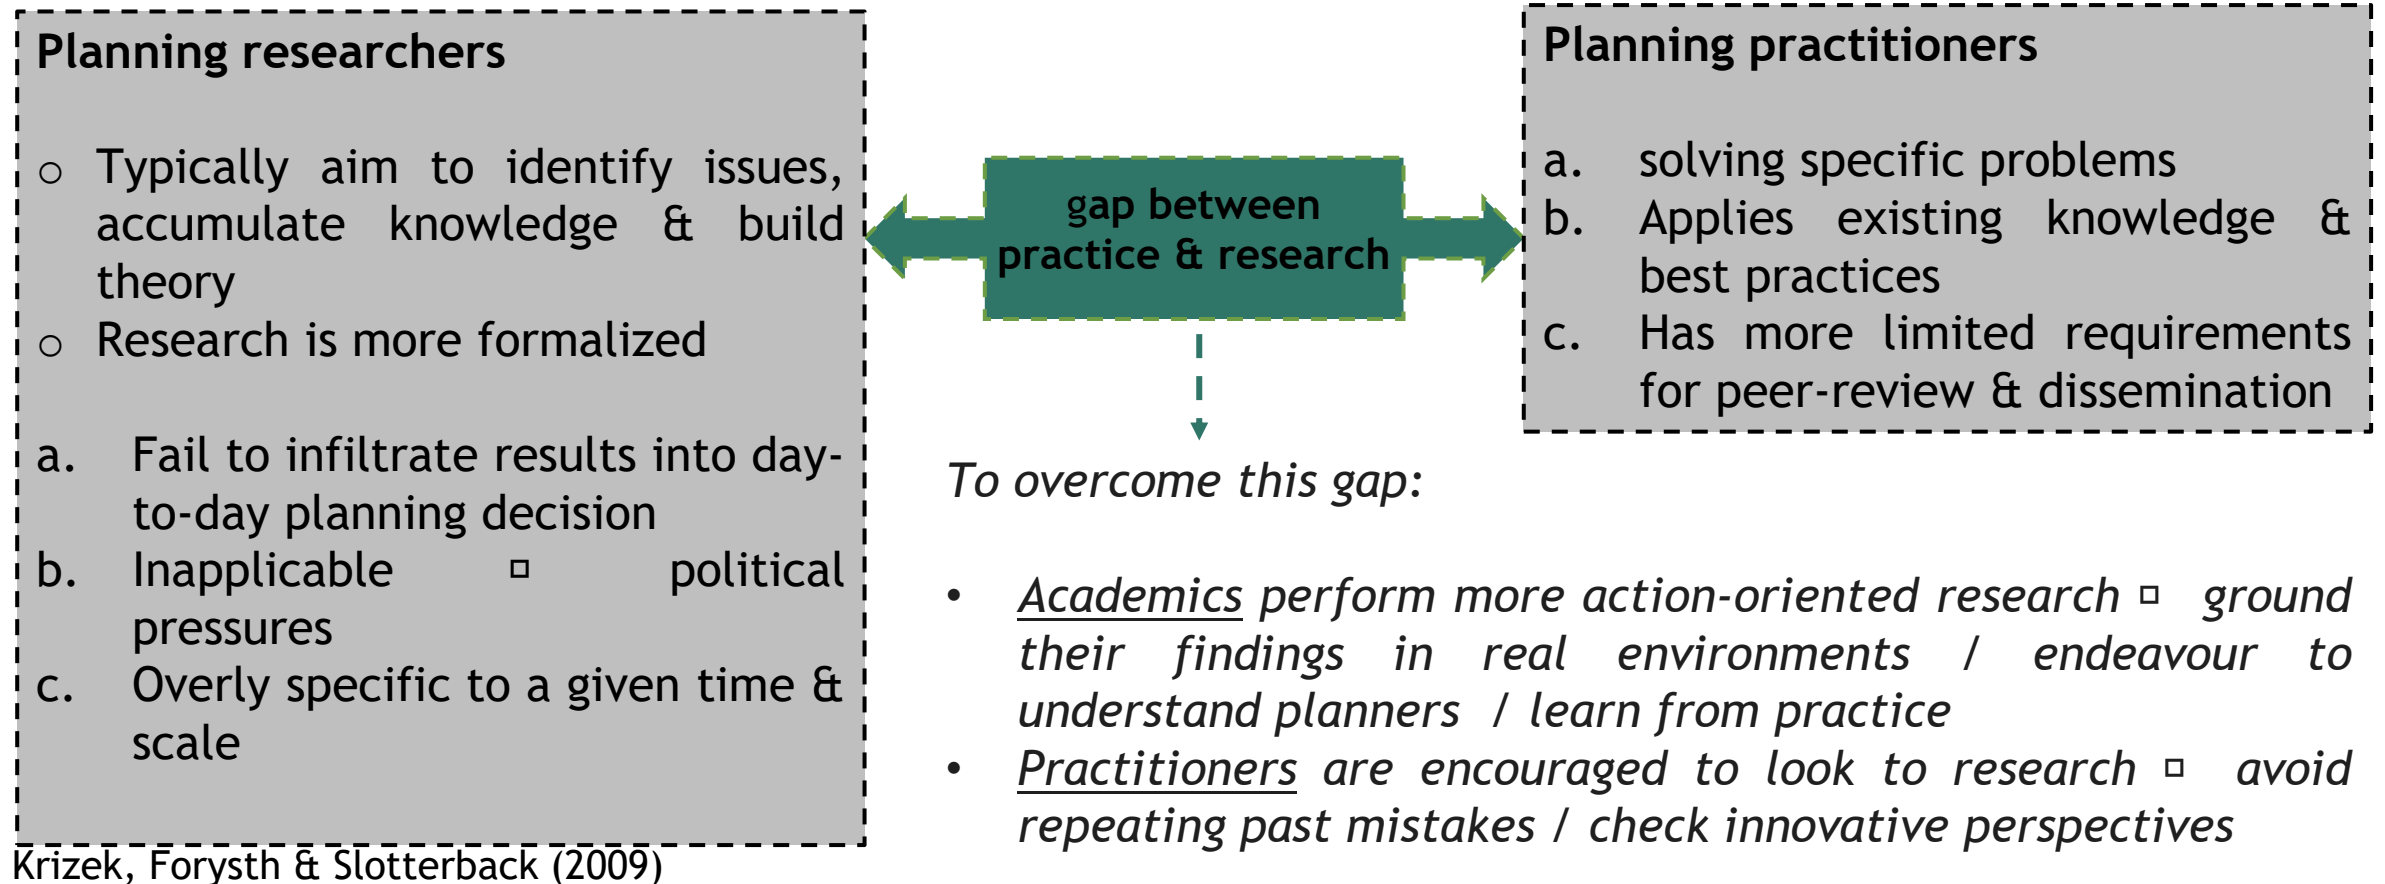 Planning researchers
○ Typically aim to identify issues,
accumulate knowledge & build
theory
○ Research is more formalized
a. Fail to infiltrate results into day-
to-day planning decision
b. Inapplicable □ political
pressures
c. Overly specific to a given time &
scale
Krizek, Forysth & Slotterback (2009)
gap between
practice & research
Planning practitioners
a. solving specific problems
b. Applies existing knowledge &
best practices
c. Has more limited requirements
for peer-review & dissemination
To overcome this gap:
• Academics perform more action-oriented research □ ground
their findings in real environments / endeavour to
understand planners / learn from practice
• Practitioners are encouraged to look to research □ avoid
repeating past mistakes / check innovative perspectives